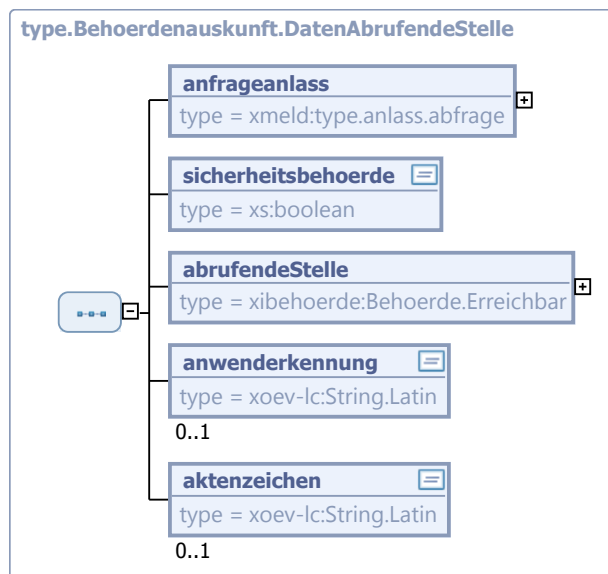 type.Behoerdenauskunft.DatenAbrufendeStelle
anfrageanlass
type = xmeld:type.anlass.abfrage
sicherheitsbehoerde
type = xs:boolean
abrufendeStelle
type = xibehoerde:Behoerde.Erreichbar
anwenderkennung
type = xoev-lc:String.Latin
0..1
aktenzeichen
type = xoev-lc:String.Latin
0..1